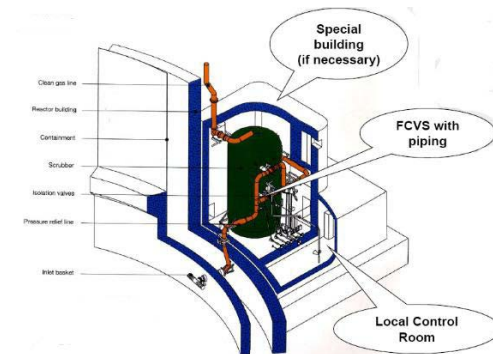 Special
building
(if necessary)
Clean gas line
Reactor building
FCVS with
piping
Containment
Scrubber
Isolation valves
Pressure relief line
Inlet basket
Local Control
Room